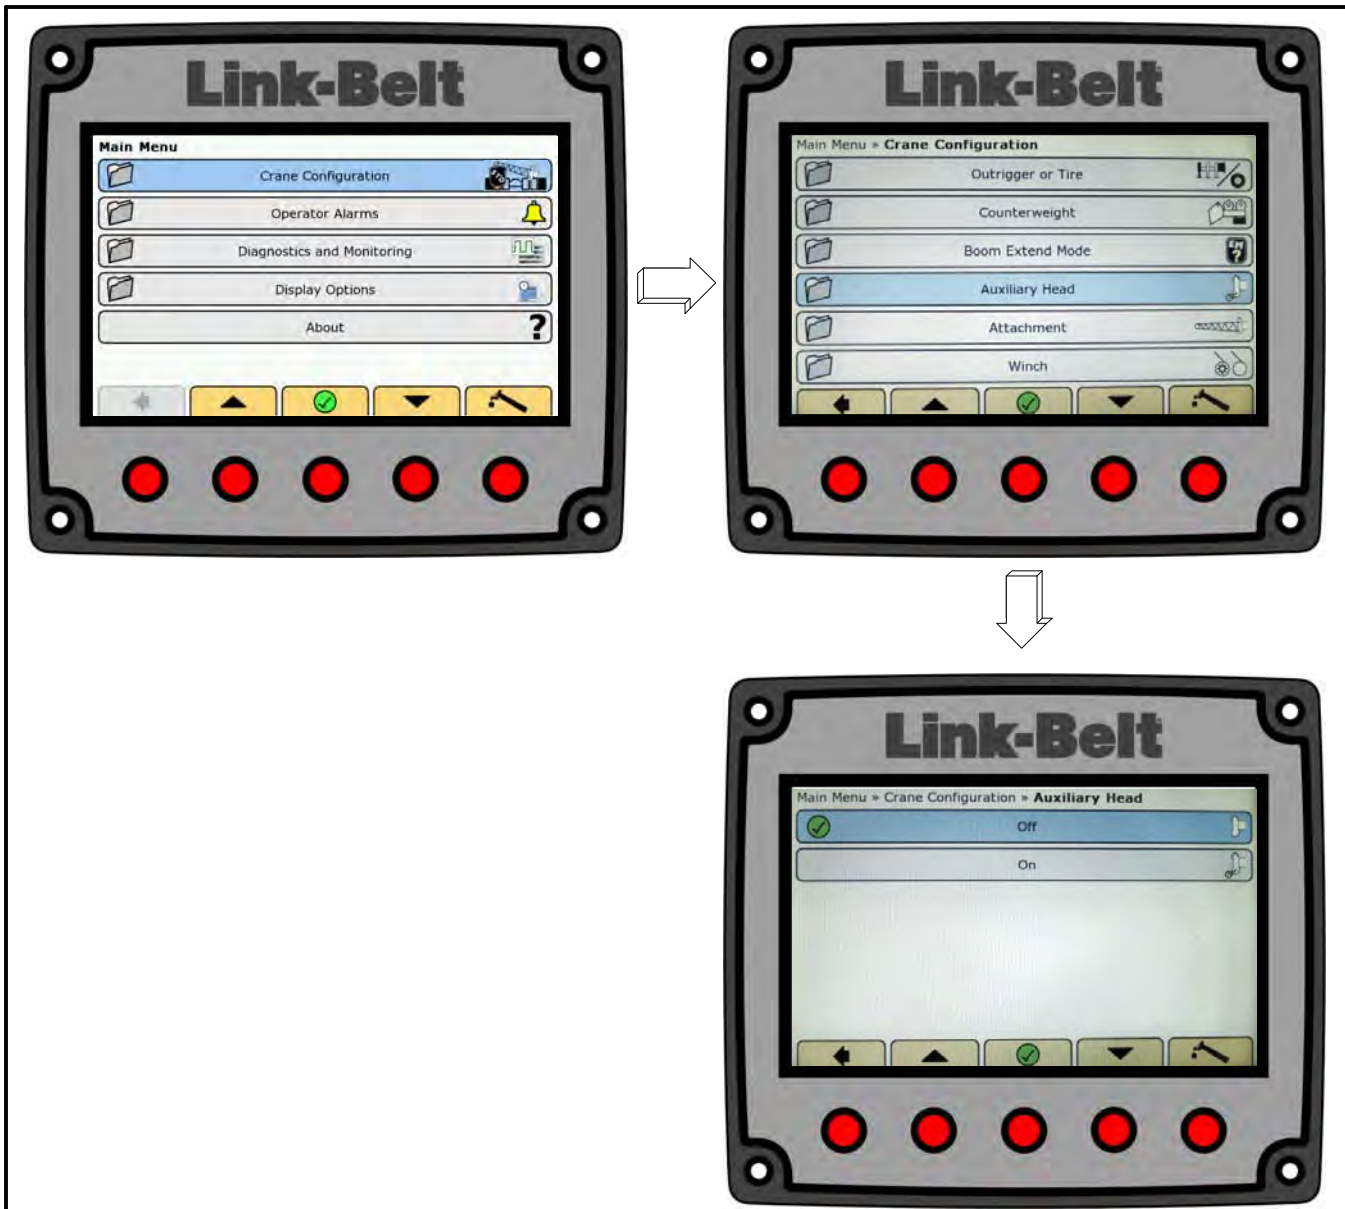 Link-Belt
Main Menu
Crane Configuration
Operator Alarms
Diagnostics and Monitoring
Display Options
About
?
Link-Belt
Main Menu » Crane Configuration
Outrigger or Tire
Counterweight
Boom Extend Mode
EM
?
Auxiliary Head
Attachment
Winch
Link-Belt
Main Menu » Crane Configuration » Auxiliary Head
Off
On